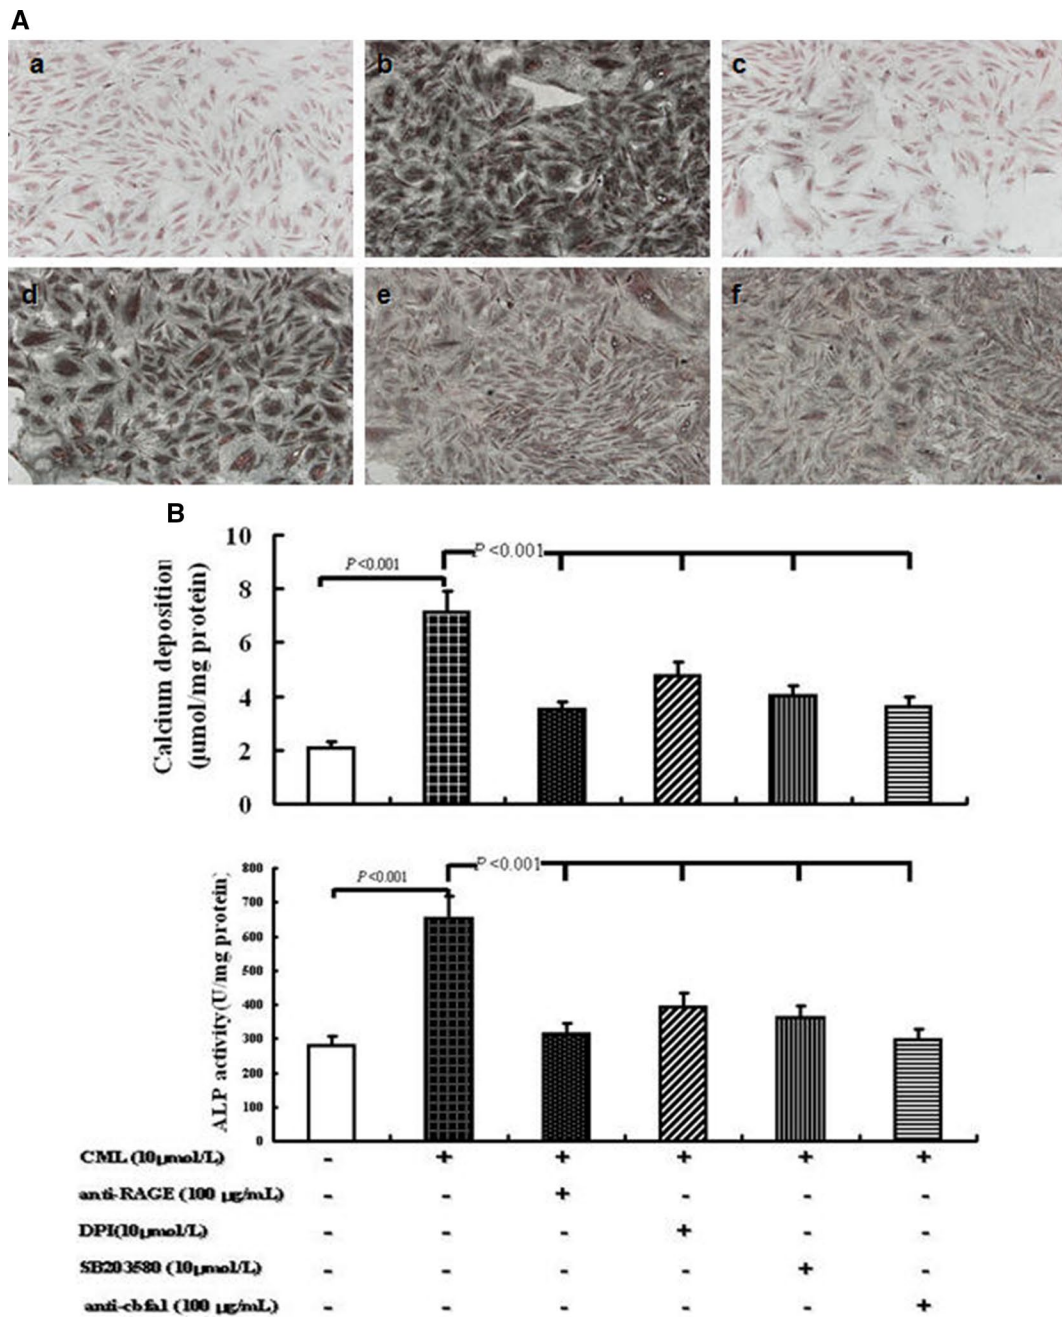 A
a b c
d e f
B
Calcium deposition
(µmol/mg protein)
10
8
6
4
2
0
P<0.001
P<0.001
ALP activity(U/mg protein)
800
700
600
500
400
300
200
100
0
P<0.001
P<0.001
CML (10µmol/L) - + + + + +
anti-RAGE (100 µg/mL) - - + - - -
DPI(10µmol/L) - - - + - -
SB203580 (10µmol/L) - - - - + -
anti-cbfa1 (100 µg/mL) - - - - - +